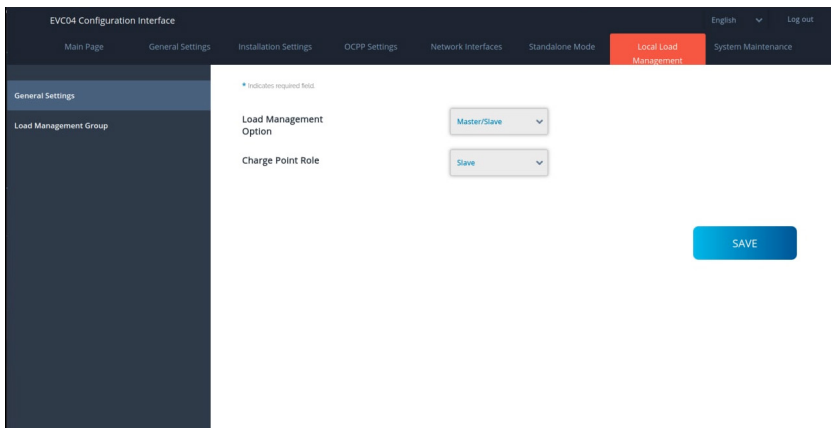 EVC04 Configuration Interface
English
Log out
Main Page
General Settings
Installation Settings
OCPP Settings
Network Interfaces
Standalone Mode
Local Load
Management
System Maintenance
General Settings
Load Management Group
* Indicates required field.
Load Management
Option
Master/Slave
Charge Point Role
Slave
SAVE